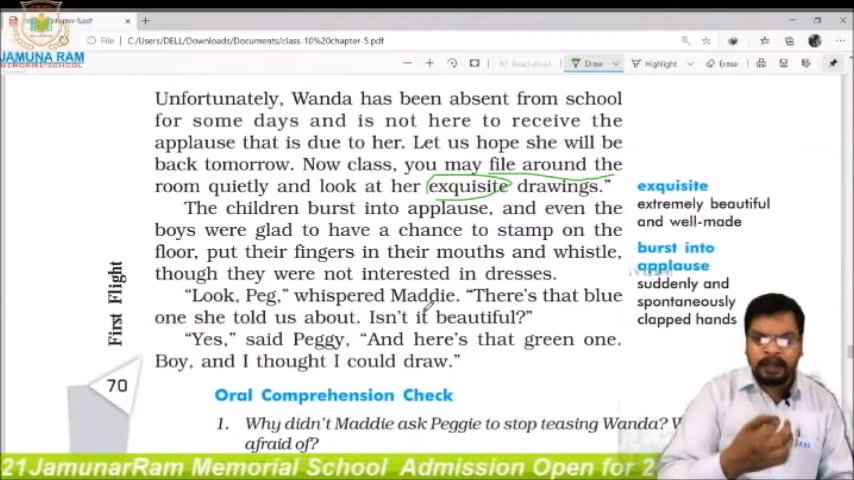 chapter-5.pdf
File
C:/Users/DELL/Downloads/Documents/class-10%20chapter-5.pdf
JAMUNA RAM
MEMORIAL SCHOOL
Read aloud
Draw
Highlight
Erase
Unfortunately, Wanda has been absent from school
for some days and is not here to receive the
applause that is due to her. Let us hope she will be
back tomorrow. Now class, you may file around the
room quietly and look at her exquisite drawings.”
The children burst into applause, and even the
boys were glad to have a chance to stamp on the
floor, put their fingers in their mouths and whistle,
though they were not interested in dresses.
“Look, Peg,” whispered Maddie. “There’s that blue
one she told us about. Isn’t it beautiful?”
“Yes,” said Peggy, “And here’s that green one.
Boy, and I thought I could draw.”
exquisite
extremely beautiful
and well-made
burst into
applause
suddenly and
spontaneously
clapped hands
First Flight
70
Oral Comprehension Check
1. Why didn’t Maddie ask Peggie to stop teasing Wanda? W
afraid of?
21JamunarRam Memorial School Admission Open for 2